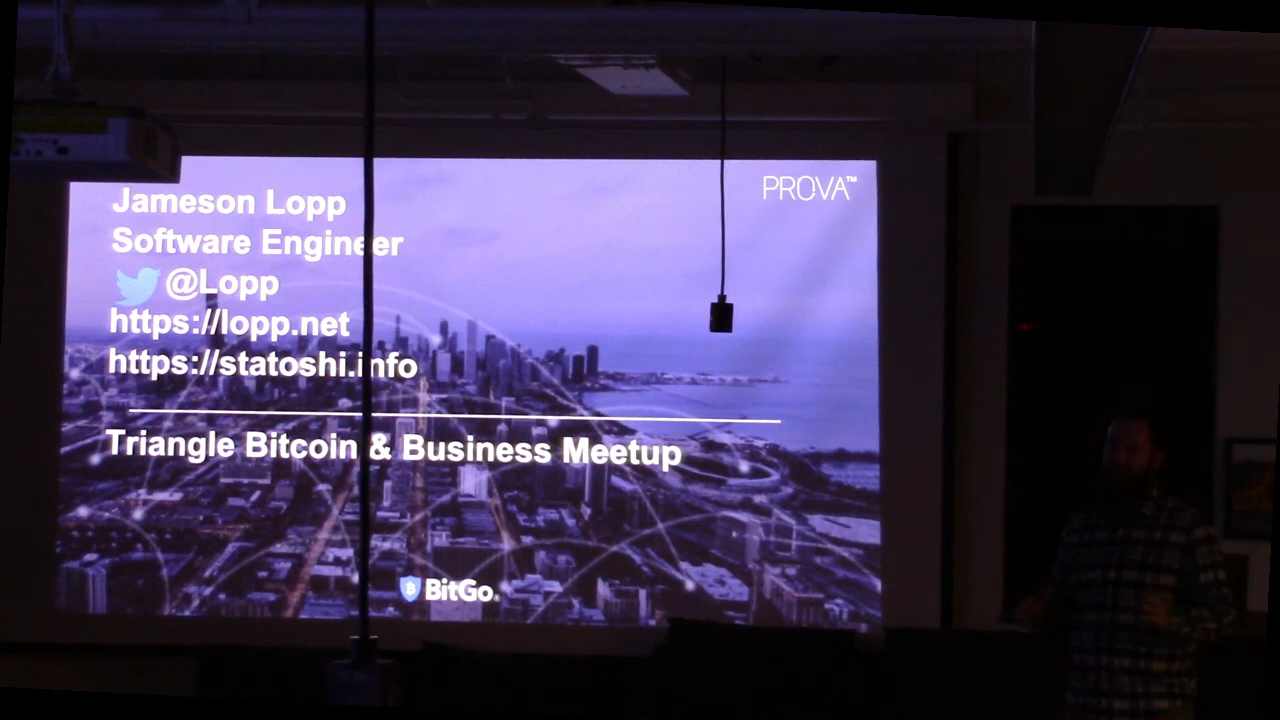 PROVA™
Jameson Lopp
Software Engineer
@Lopp
https://lopp.net
https://statoshi.info
Triangle Bitcoin & Business Meetup
BitGo